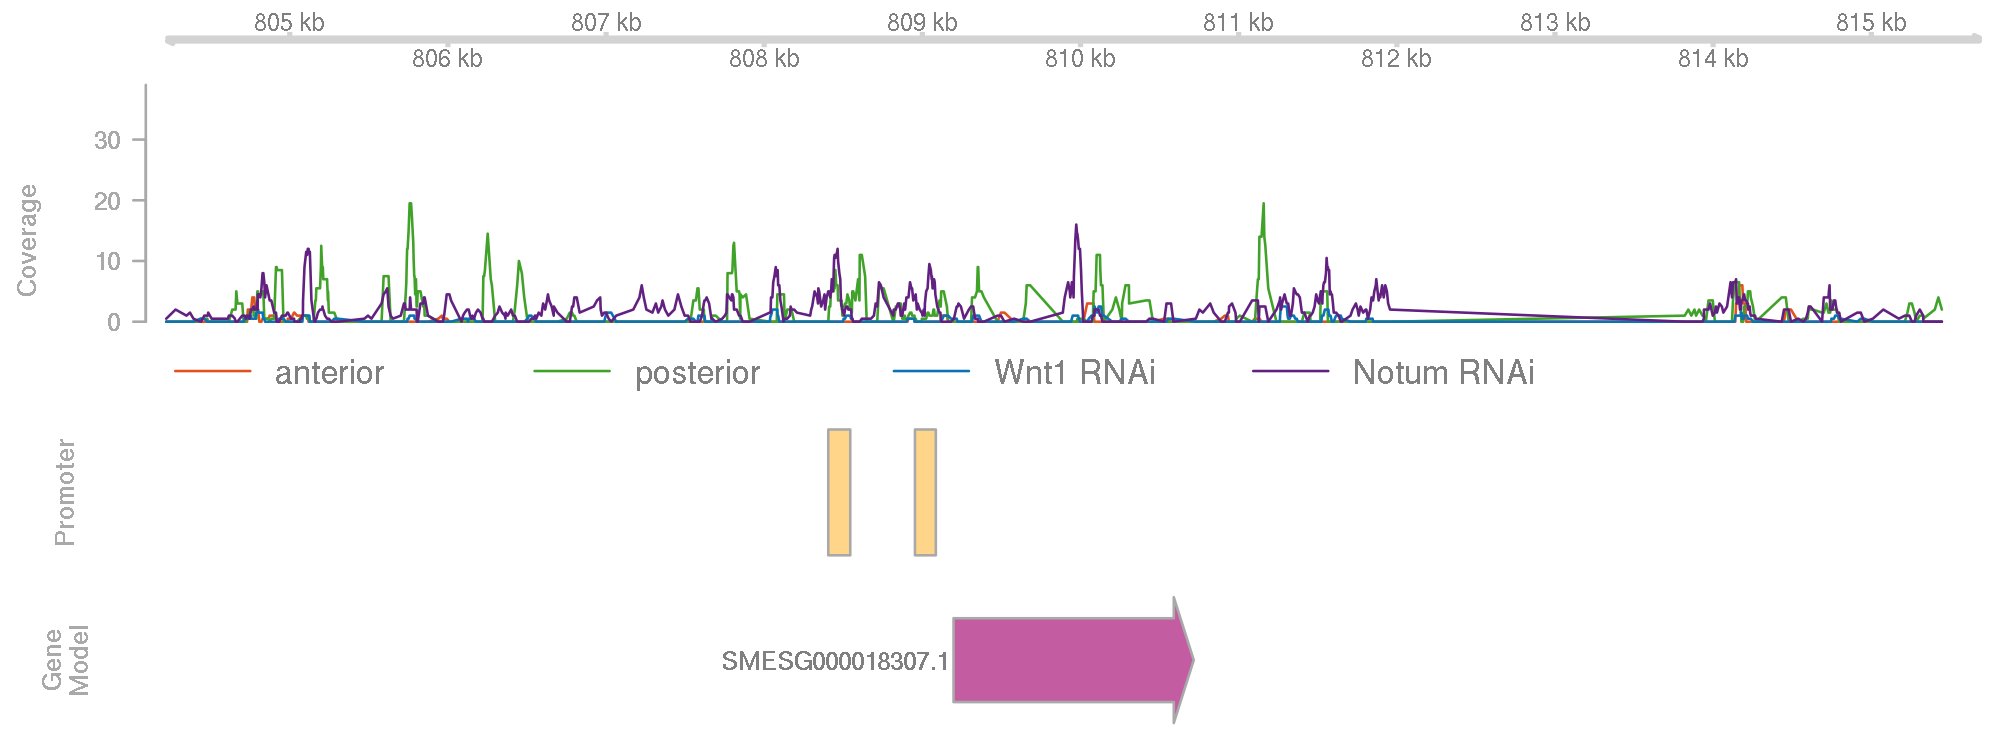 805 kb 807 kb 809 kb 811 kb 813 kb 815 kb
806 kb 808 kb 810 kb 812 kb 814 kb
Coverage
30
20
10
0
anterior posterior Wnt1 RNAi Notum RNAi
Promoter
Gene
Model
SMESG000018307.1